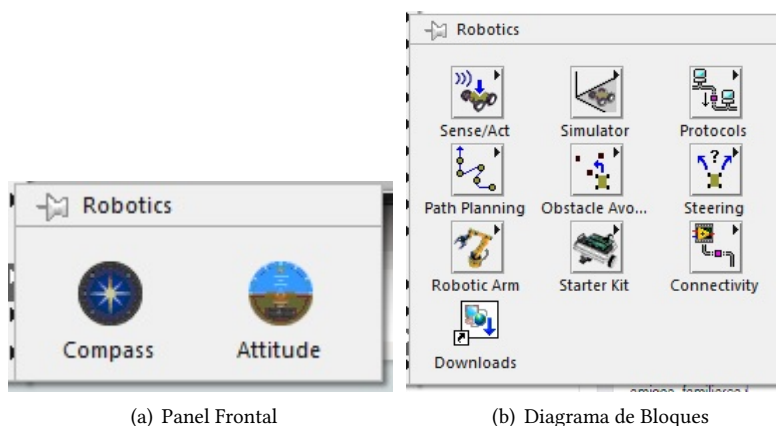 Robotics
Compass Attitude
(a) Panel Frontal
Robotics
Sense/Act Simulator Protocols
Path Planning Obstacle Avo... Steering
Robotic Arm Starter Kit Connectivity
Downloads
(b) Diagrama de Bloques